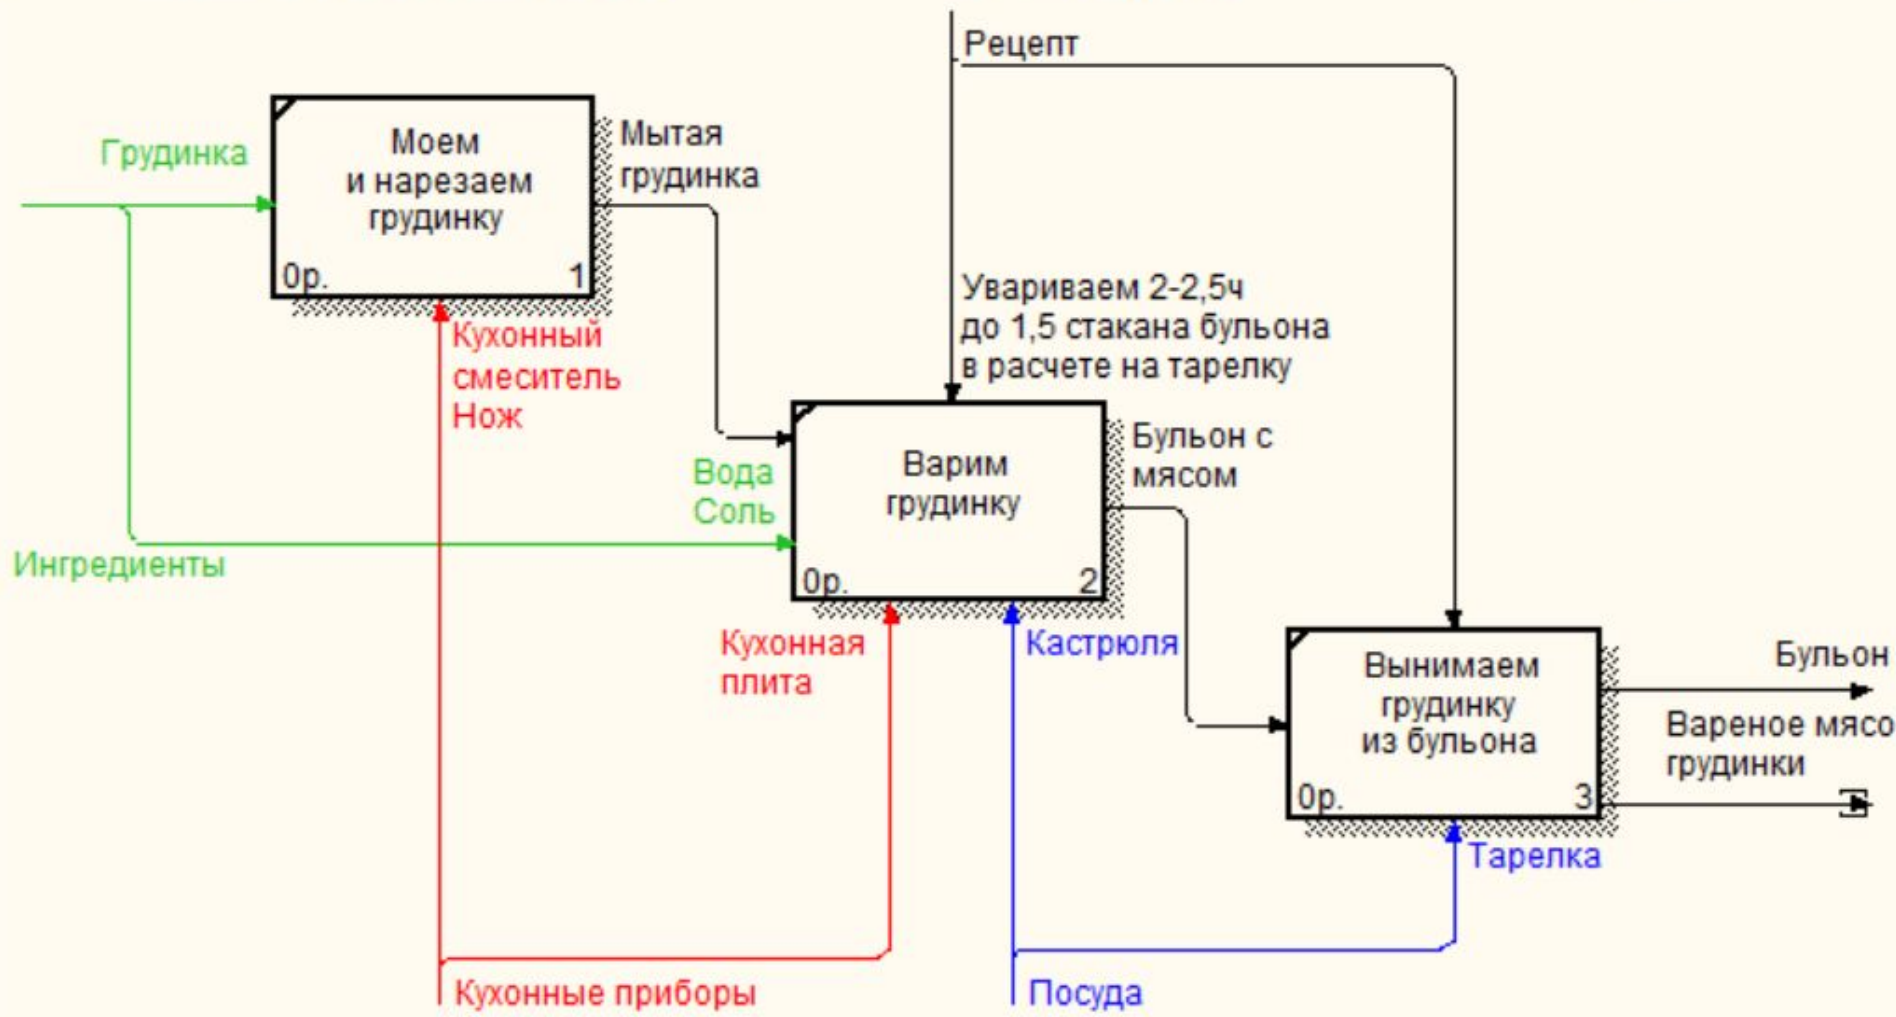 Рецепт
Грудинка
Моем
и нарезаем
грудинку
0р.
1
Мытая
грудинка
Кухонный
смеситель
Нож
Увариваем 2-2,5ч
до 1,5 стакана бульона
в расчете на тарелку
Вода
Соль
Варим
грудинку
0р.
2
Бульон с
мясом
Ингредиенты
Кухонная
плита
Кастрюля
Вынимаем
грудинку
из бульона
0р.
3
Бульон
Вареное мясо
грудинки
Тарелка
Кухонные приборы
Посуда